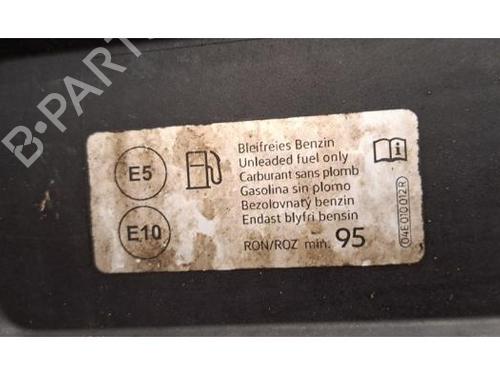 B-PARTS
E5
E10
Bleifreies Benzin
Unleaded fuel only
Carburant sans plomb
Gasolina sin plomo
Bezolovnatý benzin
Endast blyfri bensin
RON/ROZ min. 95
04E010012R